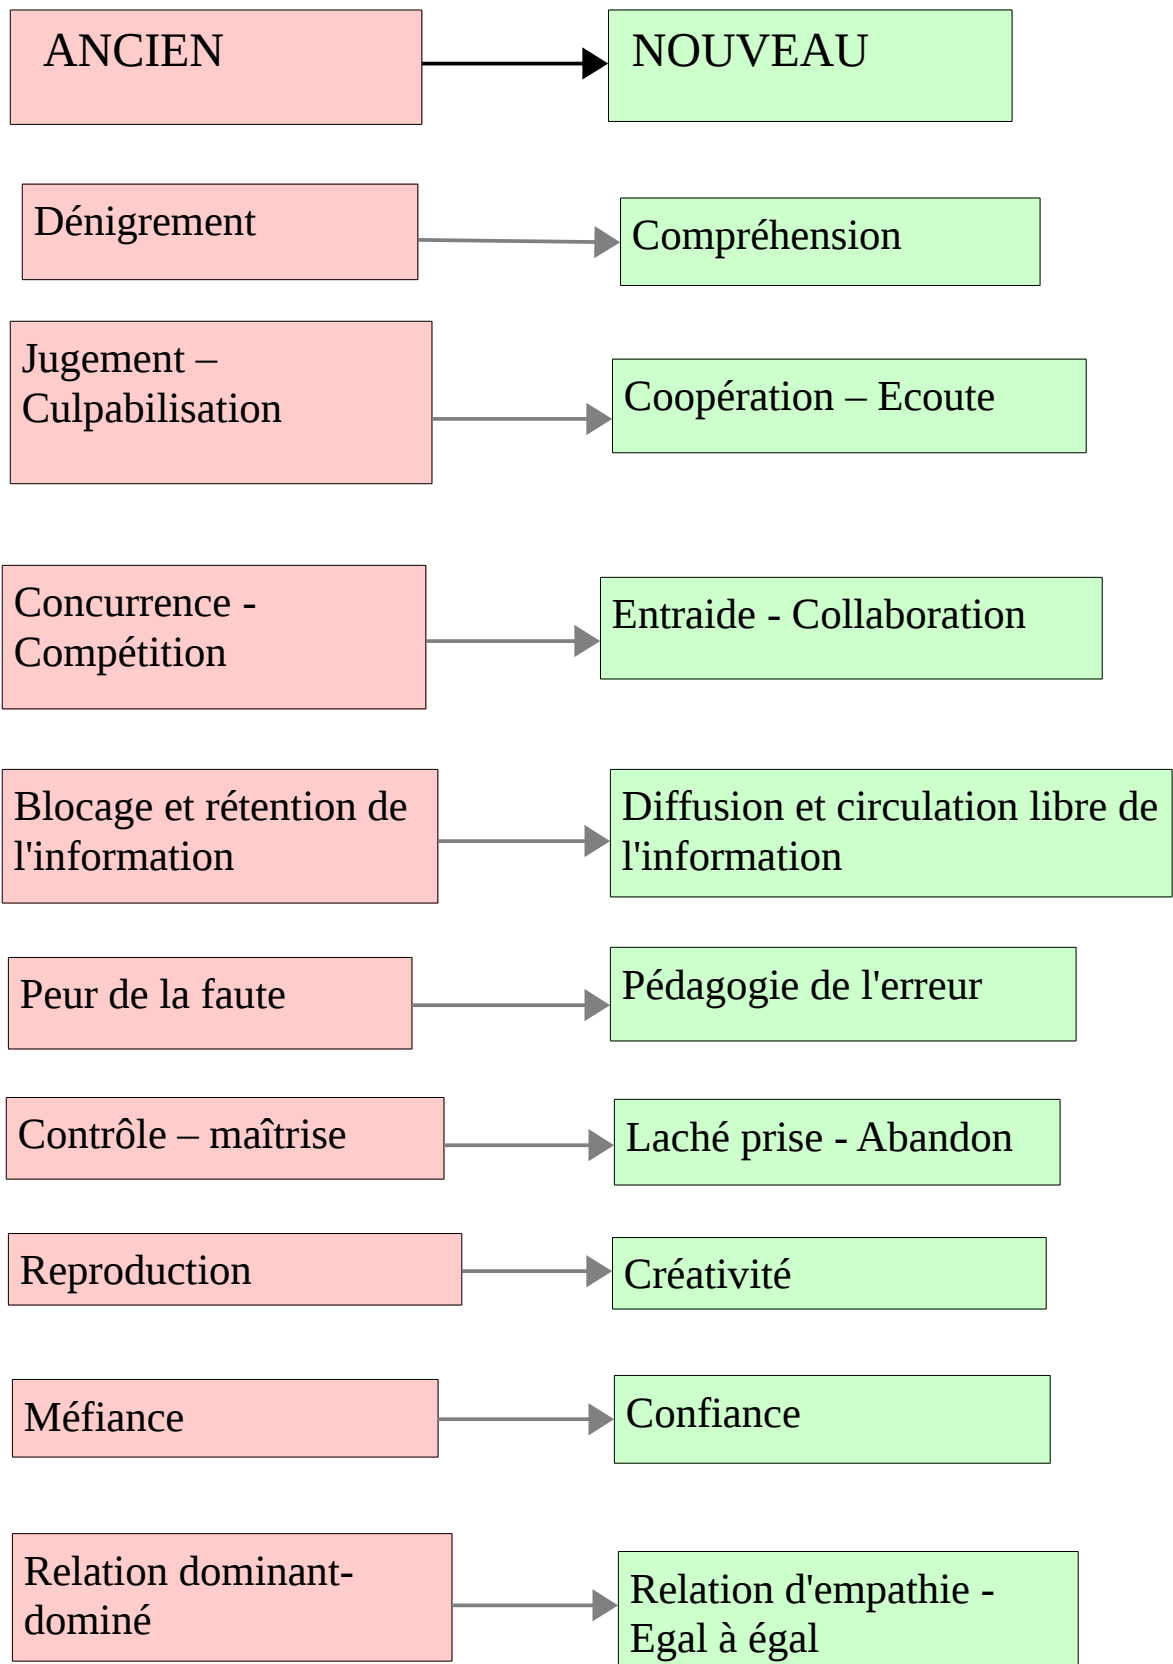 ANCIEN
NOUVEAU
Dénigrement
Compréhension
Jugement –
Culpabilisation
Coopération – Ecoute
Concurrence -
Compétition
Entraide - Collaboration
Blocage et rétention de
l'information
Diffusion et circulation libre de
l'information
Peur de la faute
Pédagogie de l'erreur
Contrôle – maîtrise
Laché prise - Abandon
Reproduction
Créativité
Méfiance
Confiance
Relation dominant-
dominé
Relation d'empathie -
Egal à égal